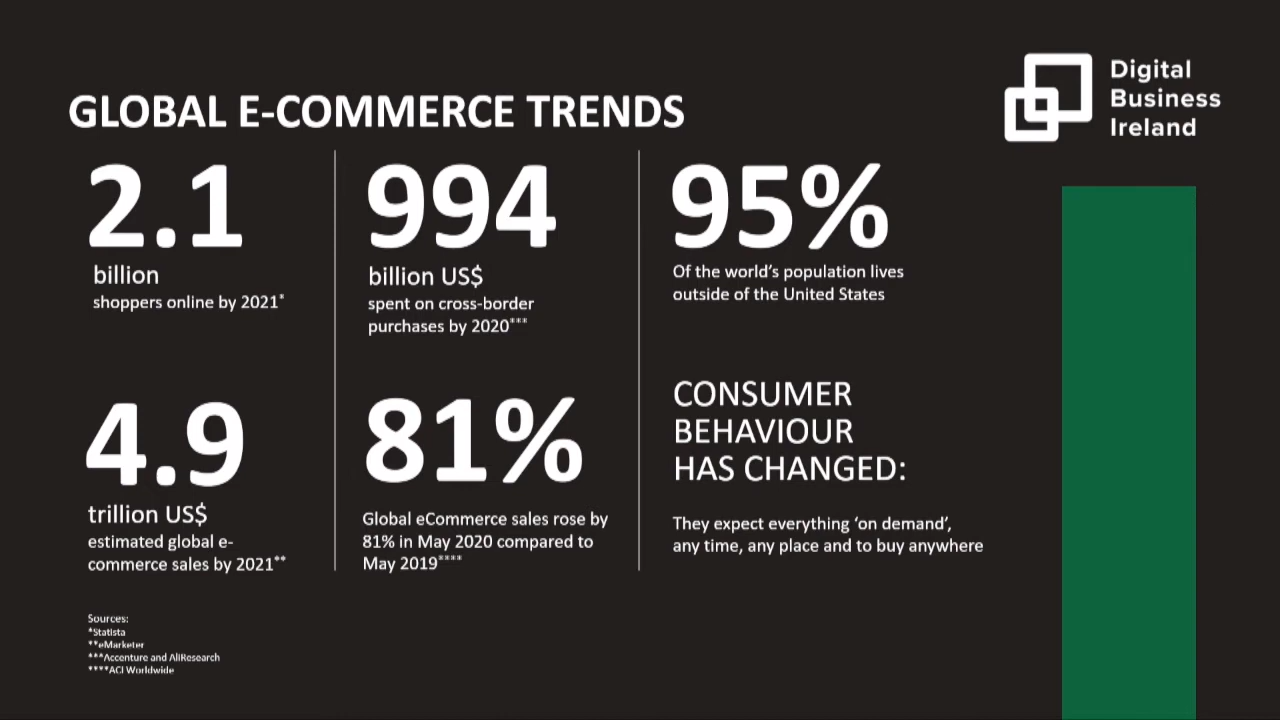 GLOBAL E-COMMERCE TRENDS
Digital
Business
Ireland
2.1
billion
shoppers online by 2021*
994
billion US$
spent on cross-border
purchases by 2020***
95%
Of the world's population lives
outside of the United States
4.9
trillion US$
estimated global e-
commerce sales by 2021**
81%
Global eCommerce sales rose by
81% in May 2020 compared to
May 2019****
CONSUMER
BEHAVIOUR
HAS CHANGED:
They expect everything 'on demand',
any time, any place and to buy anywhere
Sources:
*Statista
**eMarketer
***Accenture and AliResearch
****ACI Worldwide